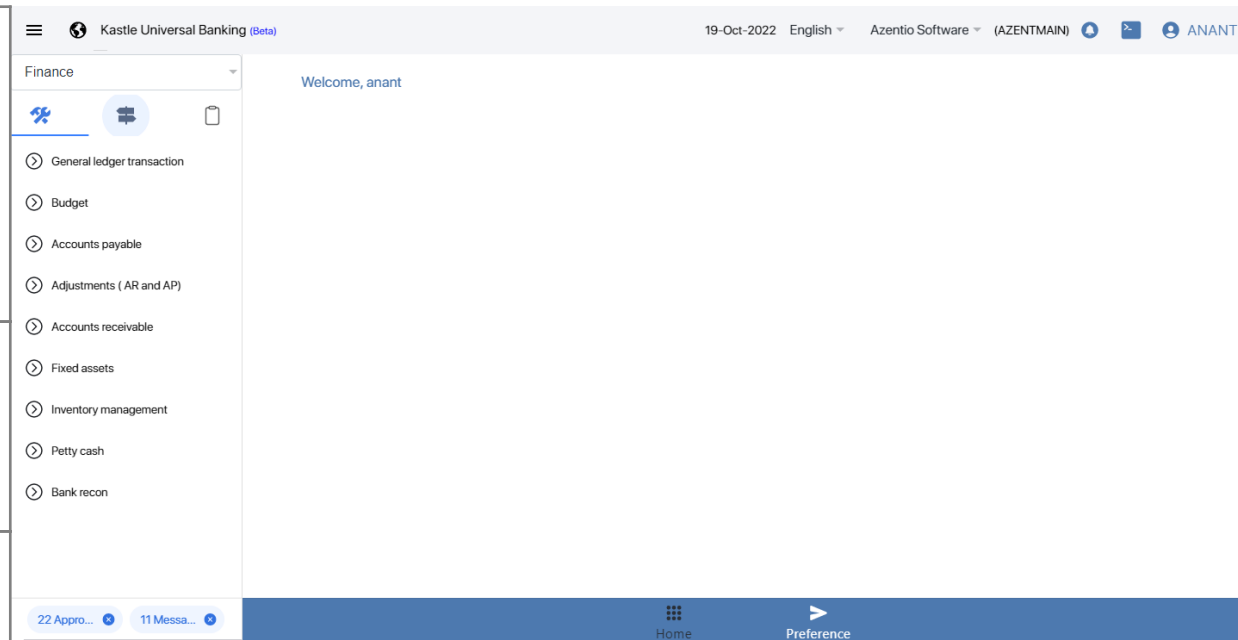 Kastle Universal Banking (Beta)
19-Oct-2022 English Azentio Software (AZENTMAIN) ANANT
Finance
Welcome, anant
General ledger transaction
Budget
Accounts payable
Adjustments ( AR and AP)
Accounts receivable
Fixed assets
Inventory management
Petty cash
Bank recon
22 Appro... 11 Messa...
Home Preference